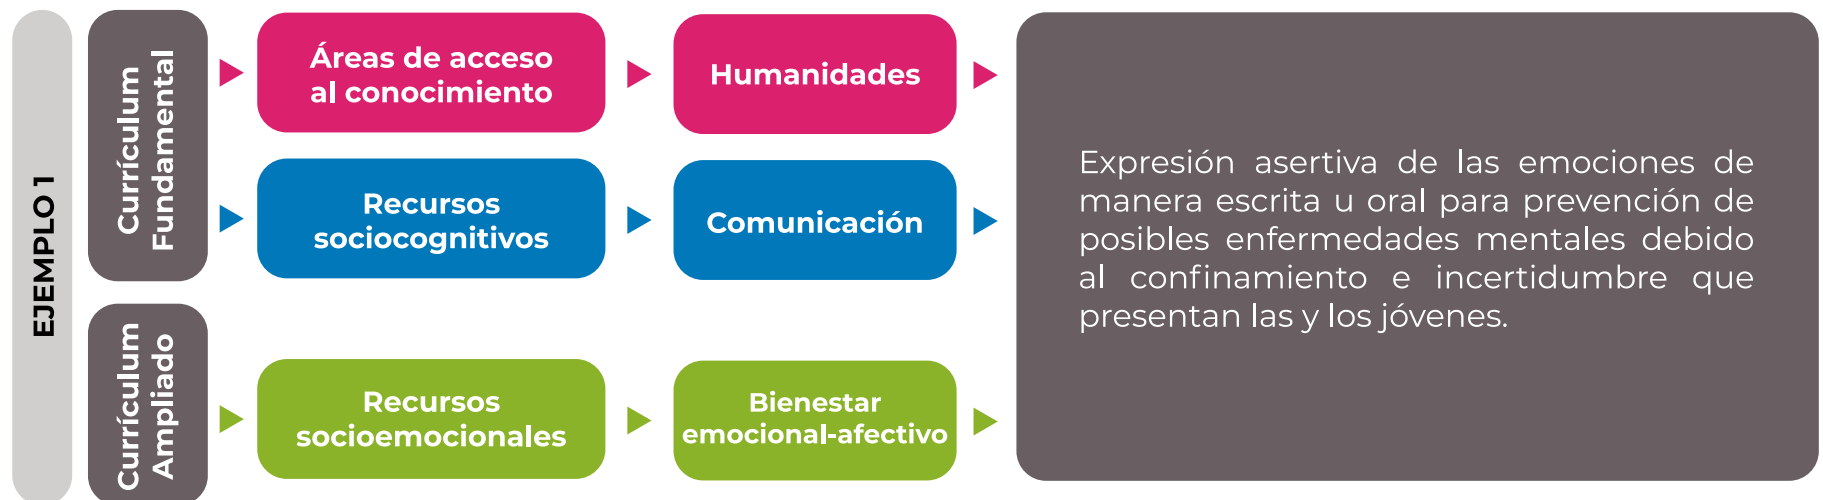 EJEMPLO 1
Currículum
Fundamental
Áreas de acceso
al conocimiento
Humanidades
Recursos
sociocognitivos
Comunicación
Currículum
Ampliado
Recursos
socioemocionales
Bienestar
emocional-afectivo
Expresión asertiva de las emociones de
manera escrita u oral para prevención de
posibles enfermedades mentales debido
al confinamiento e incertidumbre que
presentan las y los jóvenes.